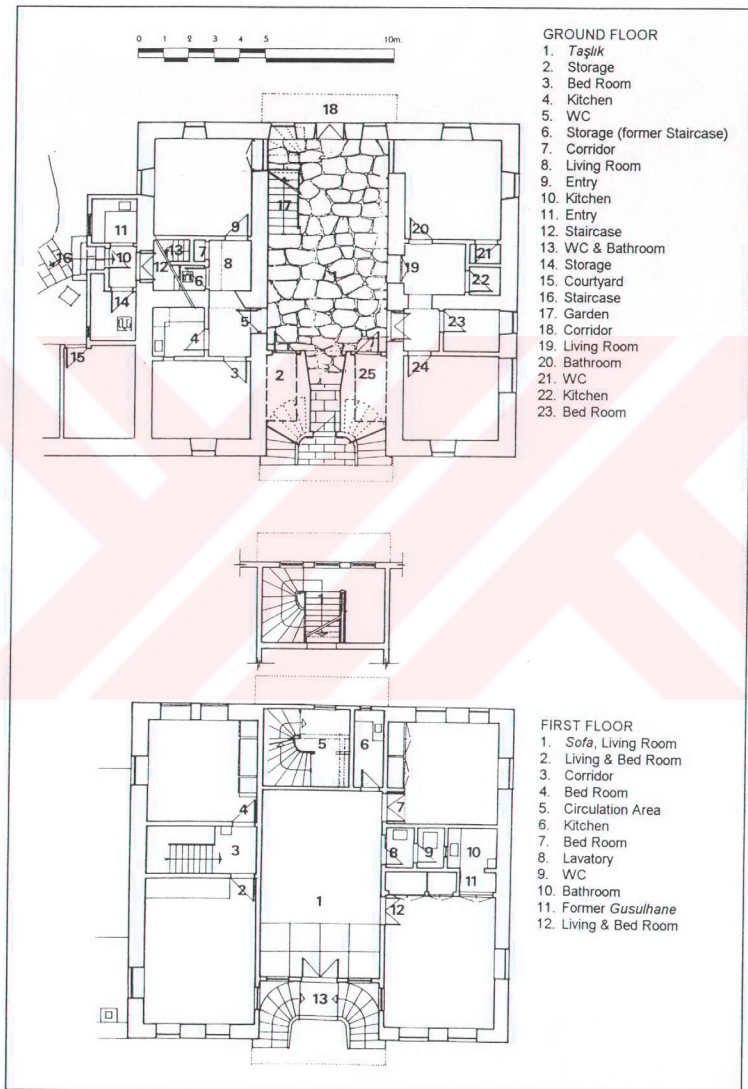 0 1 2 3 4 5 10m.
GROUND FLOOR
1. Taşlık
2. Storage
3. Bed Room
4. Kitchen
5. WC
6. Storage (former Staircase)
7. Corridor
8. Living Room
9. Entry
10. Kitchen
11. Entry
12. Staircase
13. WC & Bathroom
14. Storage
15. Courtyard
16. Staircase
17. Garden
18. Corridor
19. Living Room
20. Bathroom
21. WC
22. Kitchen
23. Bed Room
18
9
20
11
17
16
10
12
13
7
8
19
21
6
22
14
5
23
4
15
3
2
1
25
24
FIRST FLOOR
1. Sofa, Living Room
2. Living & Bed Room
3. Corridor
4. Bed Room
5. Circulation Area
6. Kitchen
7. Bed Room
8. Lavatory
9. WC
10. Bathroom
11. Former Gusulhane
12. Living & Bed Room
5
6
4
7
3
8
9
10
11
2
1
12
13